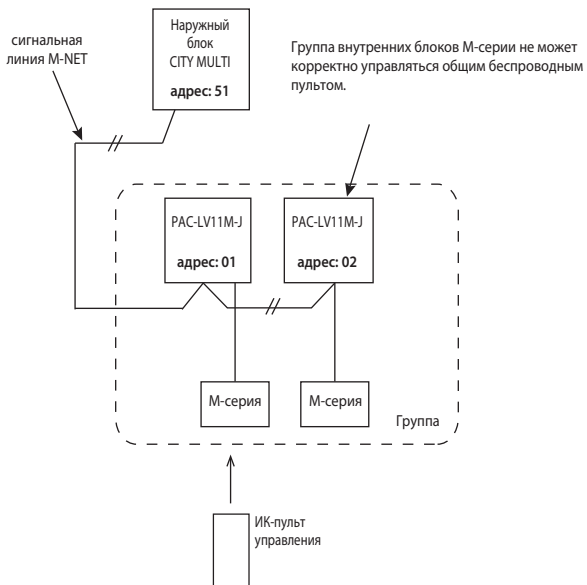 сигнальная
линия M-NET
Наружный
блок
CITY MULTI
адрес: 51
Группа внутренних блоков М-серии не может
корректно управляться общим беспроводным
пультом.
PAC-LV11M-J
адрес: 01
PAC-LV11M-J
адрес: 02
М-серия
М-серия
Группа
ИК-пульт
управления